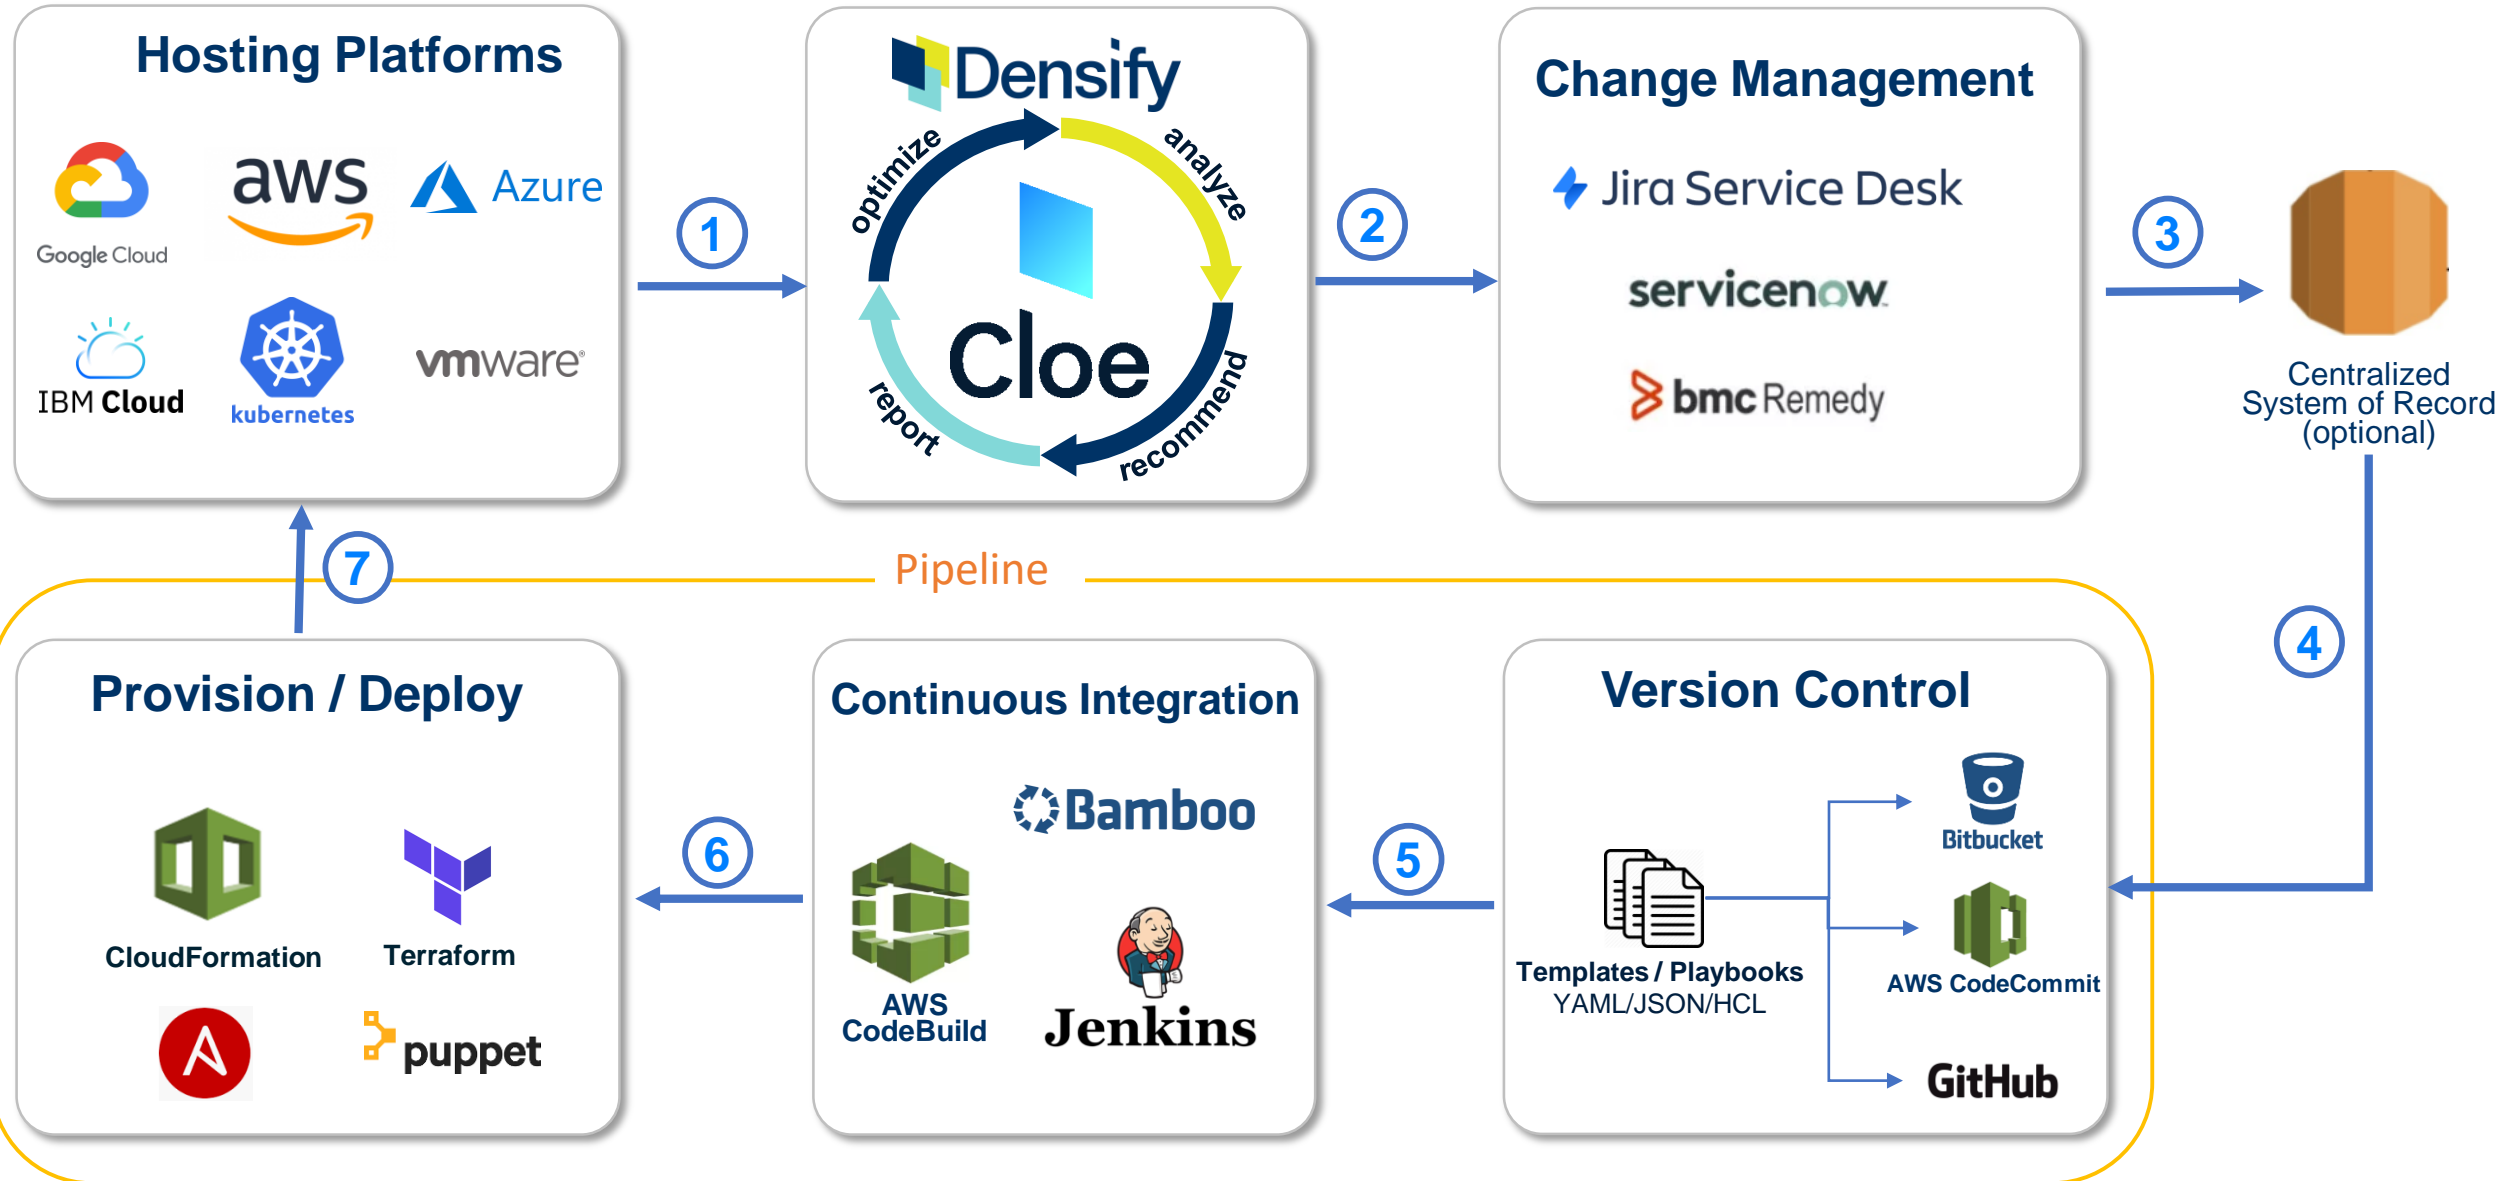 Hosting Platforms
Google Cloud
aws
Azure
IBM Cloud
kubernetes
vmware®
1
Densify
optimize
analyze
recommend
report
Cloe
2
Change Management
Jira Service Desk
servicenow™
bmc Remedy
3
Centralized
System of Record
(optional)
4
7
Pipeline
Provision / Deploy
CloudFormation
Terraform
A
puppet
6
Continuous Integration
Bamboo
AWS
CodeBuild
Jenkins
5
Version Control
Templates / Playbooks
YAML/JSON/HCL
Bitbucket
AWS CodeCommit
GitHub